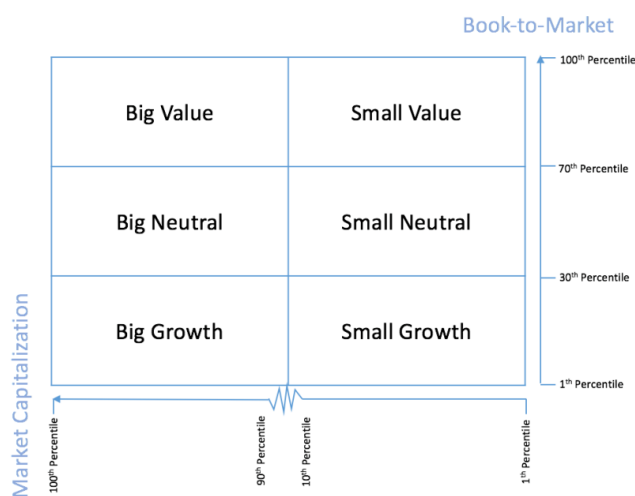 Book-to-Market
100th Percentile
Big Value
Small Value
70th Percentile
Big Neutral
Small Neutral
30th Percentile
Big Growth
Small Growth
1th Percentile
Market Capitalization
100th Percentile
90th Percentile
10th Percentile
1th Percentile